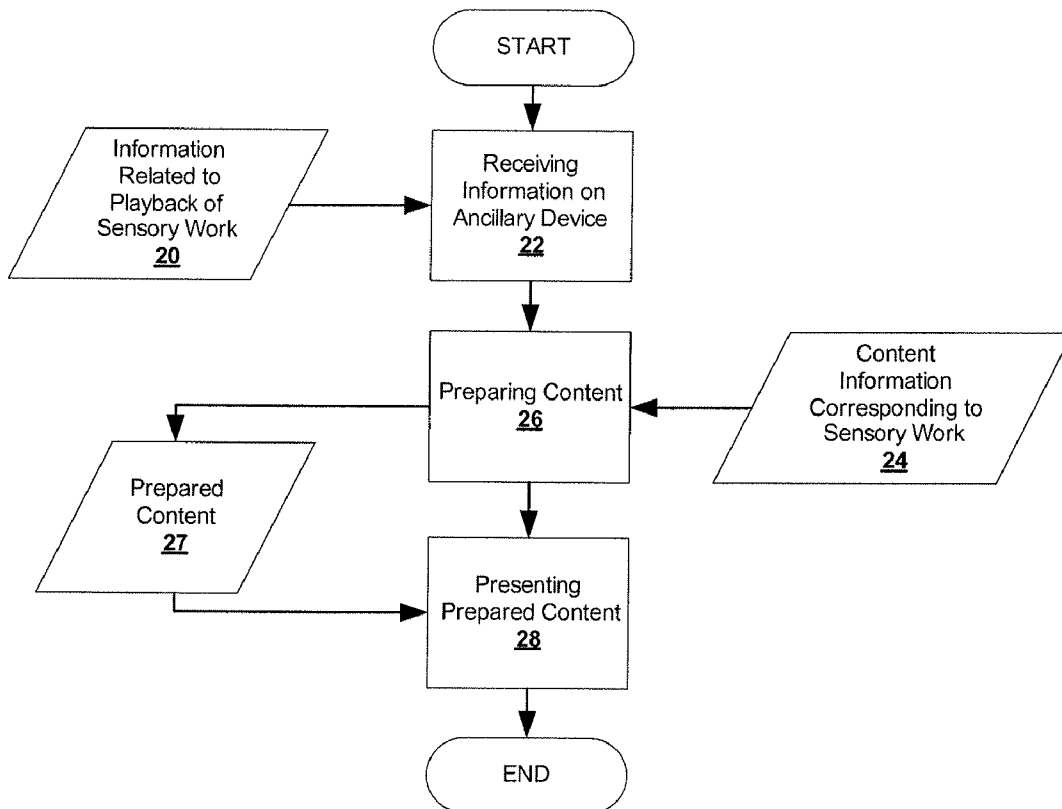 START
Information
Related to
Playback of
Sensory Work
20
Receiving
Information on
Ancillary Device
22
Preparing Content
26
Content
Information
Corresponding to
Sensory Work
24
Prepared
Content
27
Presenting
Prepared Content
28
END